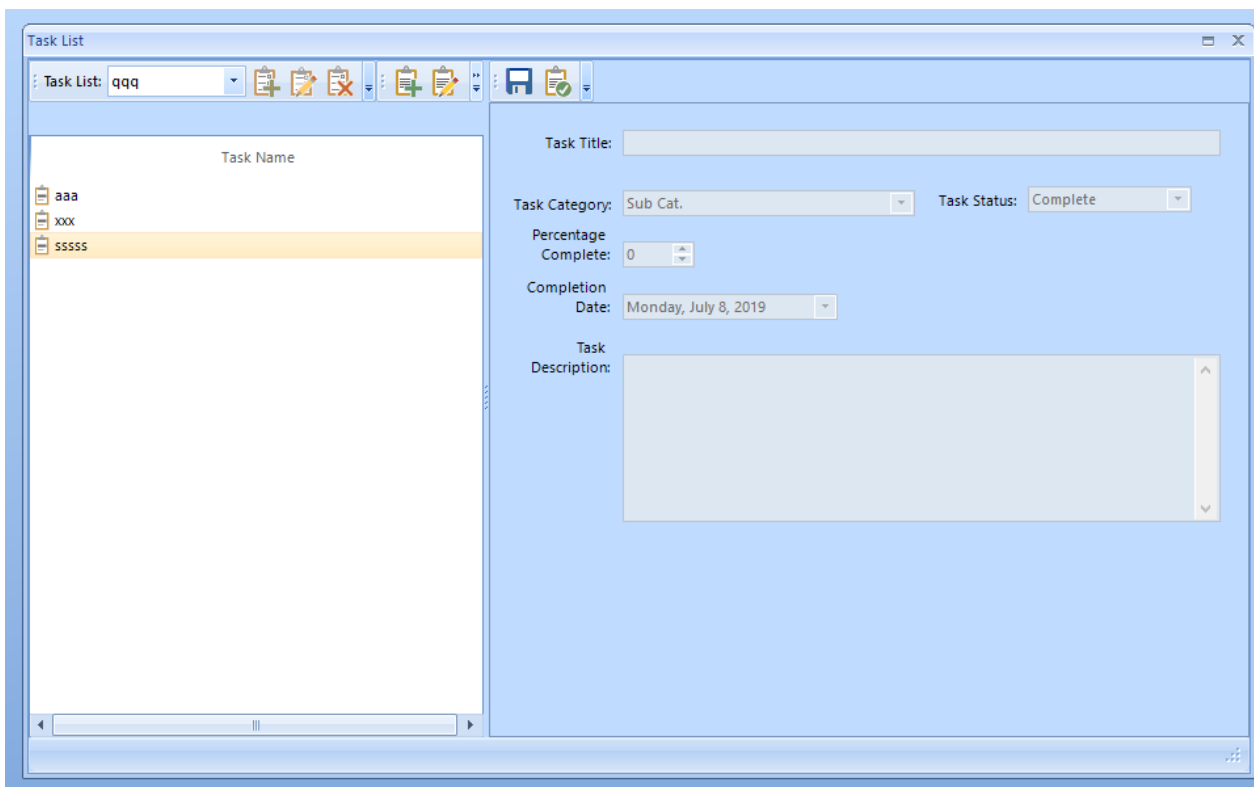 Task List
Task List: qqq
Task Name
aaa
xxx
sssss
Task Title:
Task Category: Sub Cat. Task Status: Complete
Percentage
Complete: 0
Completion
Date: Monday, July 8, 2019
Task
Description: